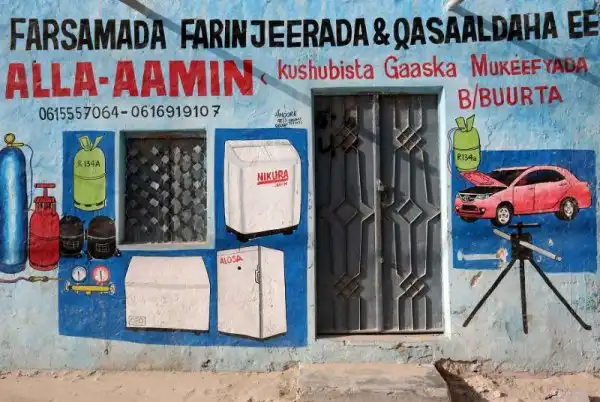 FARSAMADA FARINJEERADA & QASAALDAHA EE
ALLA-AAMIN kushubista Gaaska MUKEEFYADA
0615557064-0616919107
B/BUURTA
R134A
NIKURA
ALOSA
R134a